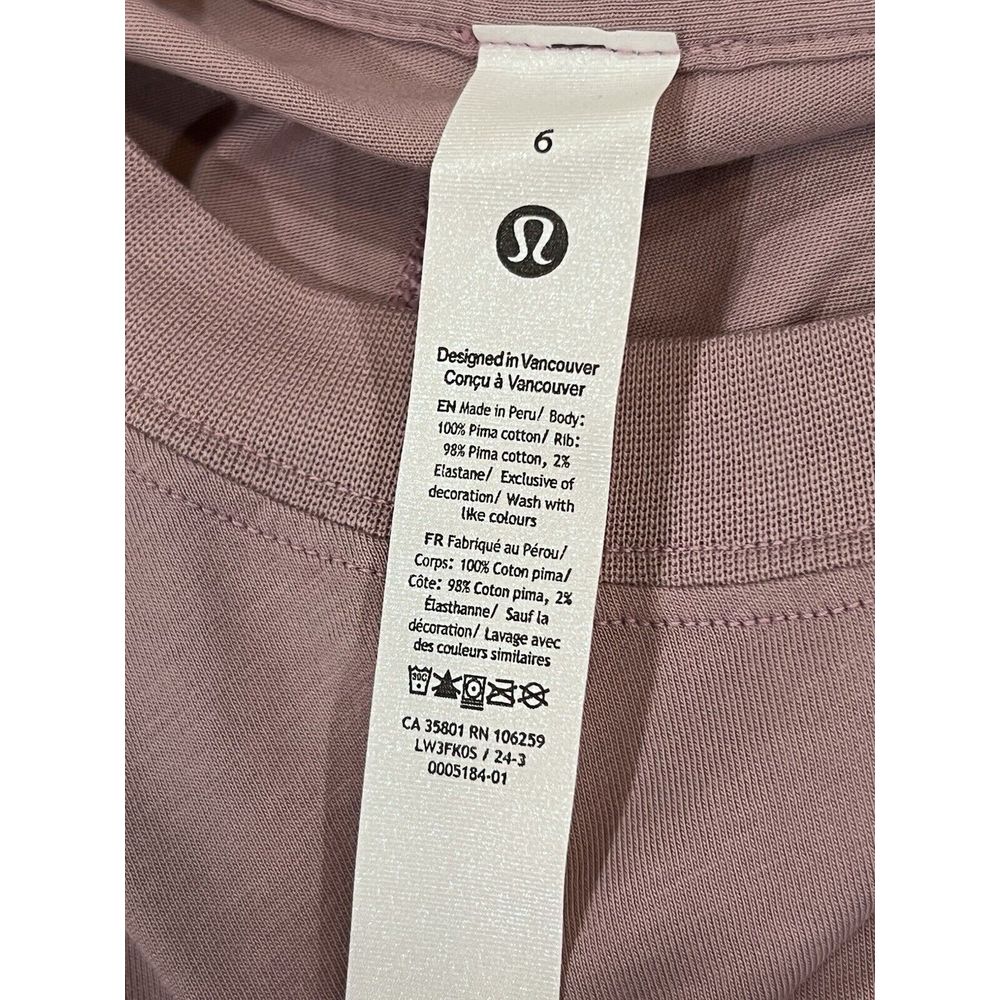 6
Designed in Vancouver
Conçu à Vancouver
EN Made in Peru/ Body:
100% Pima cotton/ Rib:
98% Pima cotton, 2%
Elastane/ Exclusive of
decoration/ Wash with
like colours
FR Fabriqué au Pérou/
Corps: 100% Coton pima/
Côte: 98% Coton pima, 2%
Élasthanne/ Sauf la
décoration/ Lavage avec
des couleurs similaires
30C
CA 35801 RN 106259
LW3FK0S / 24-3
0005184-01